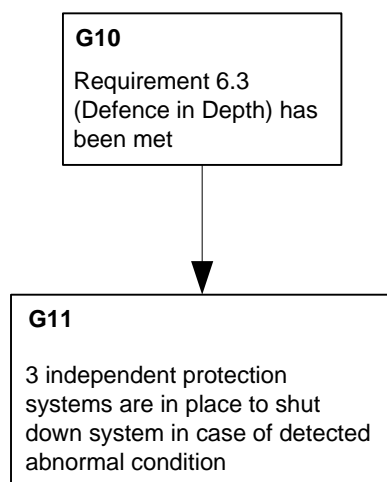 G10
Requirement 6.3
(Defence in Depth) has
been met
G11
3 independent protection
systems are in place to shut
down system in case of detected
abnormal condition